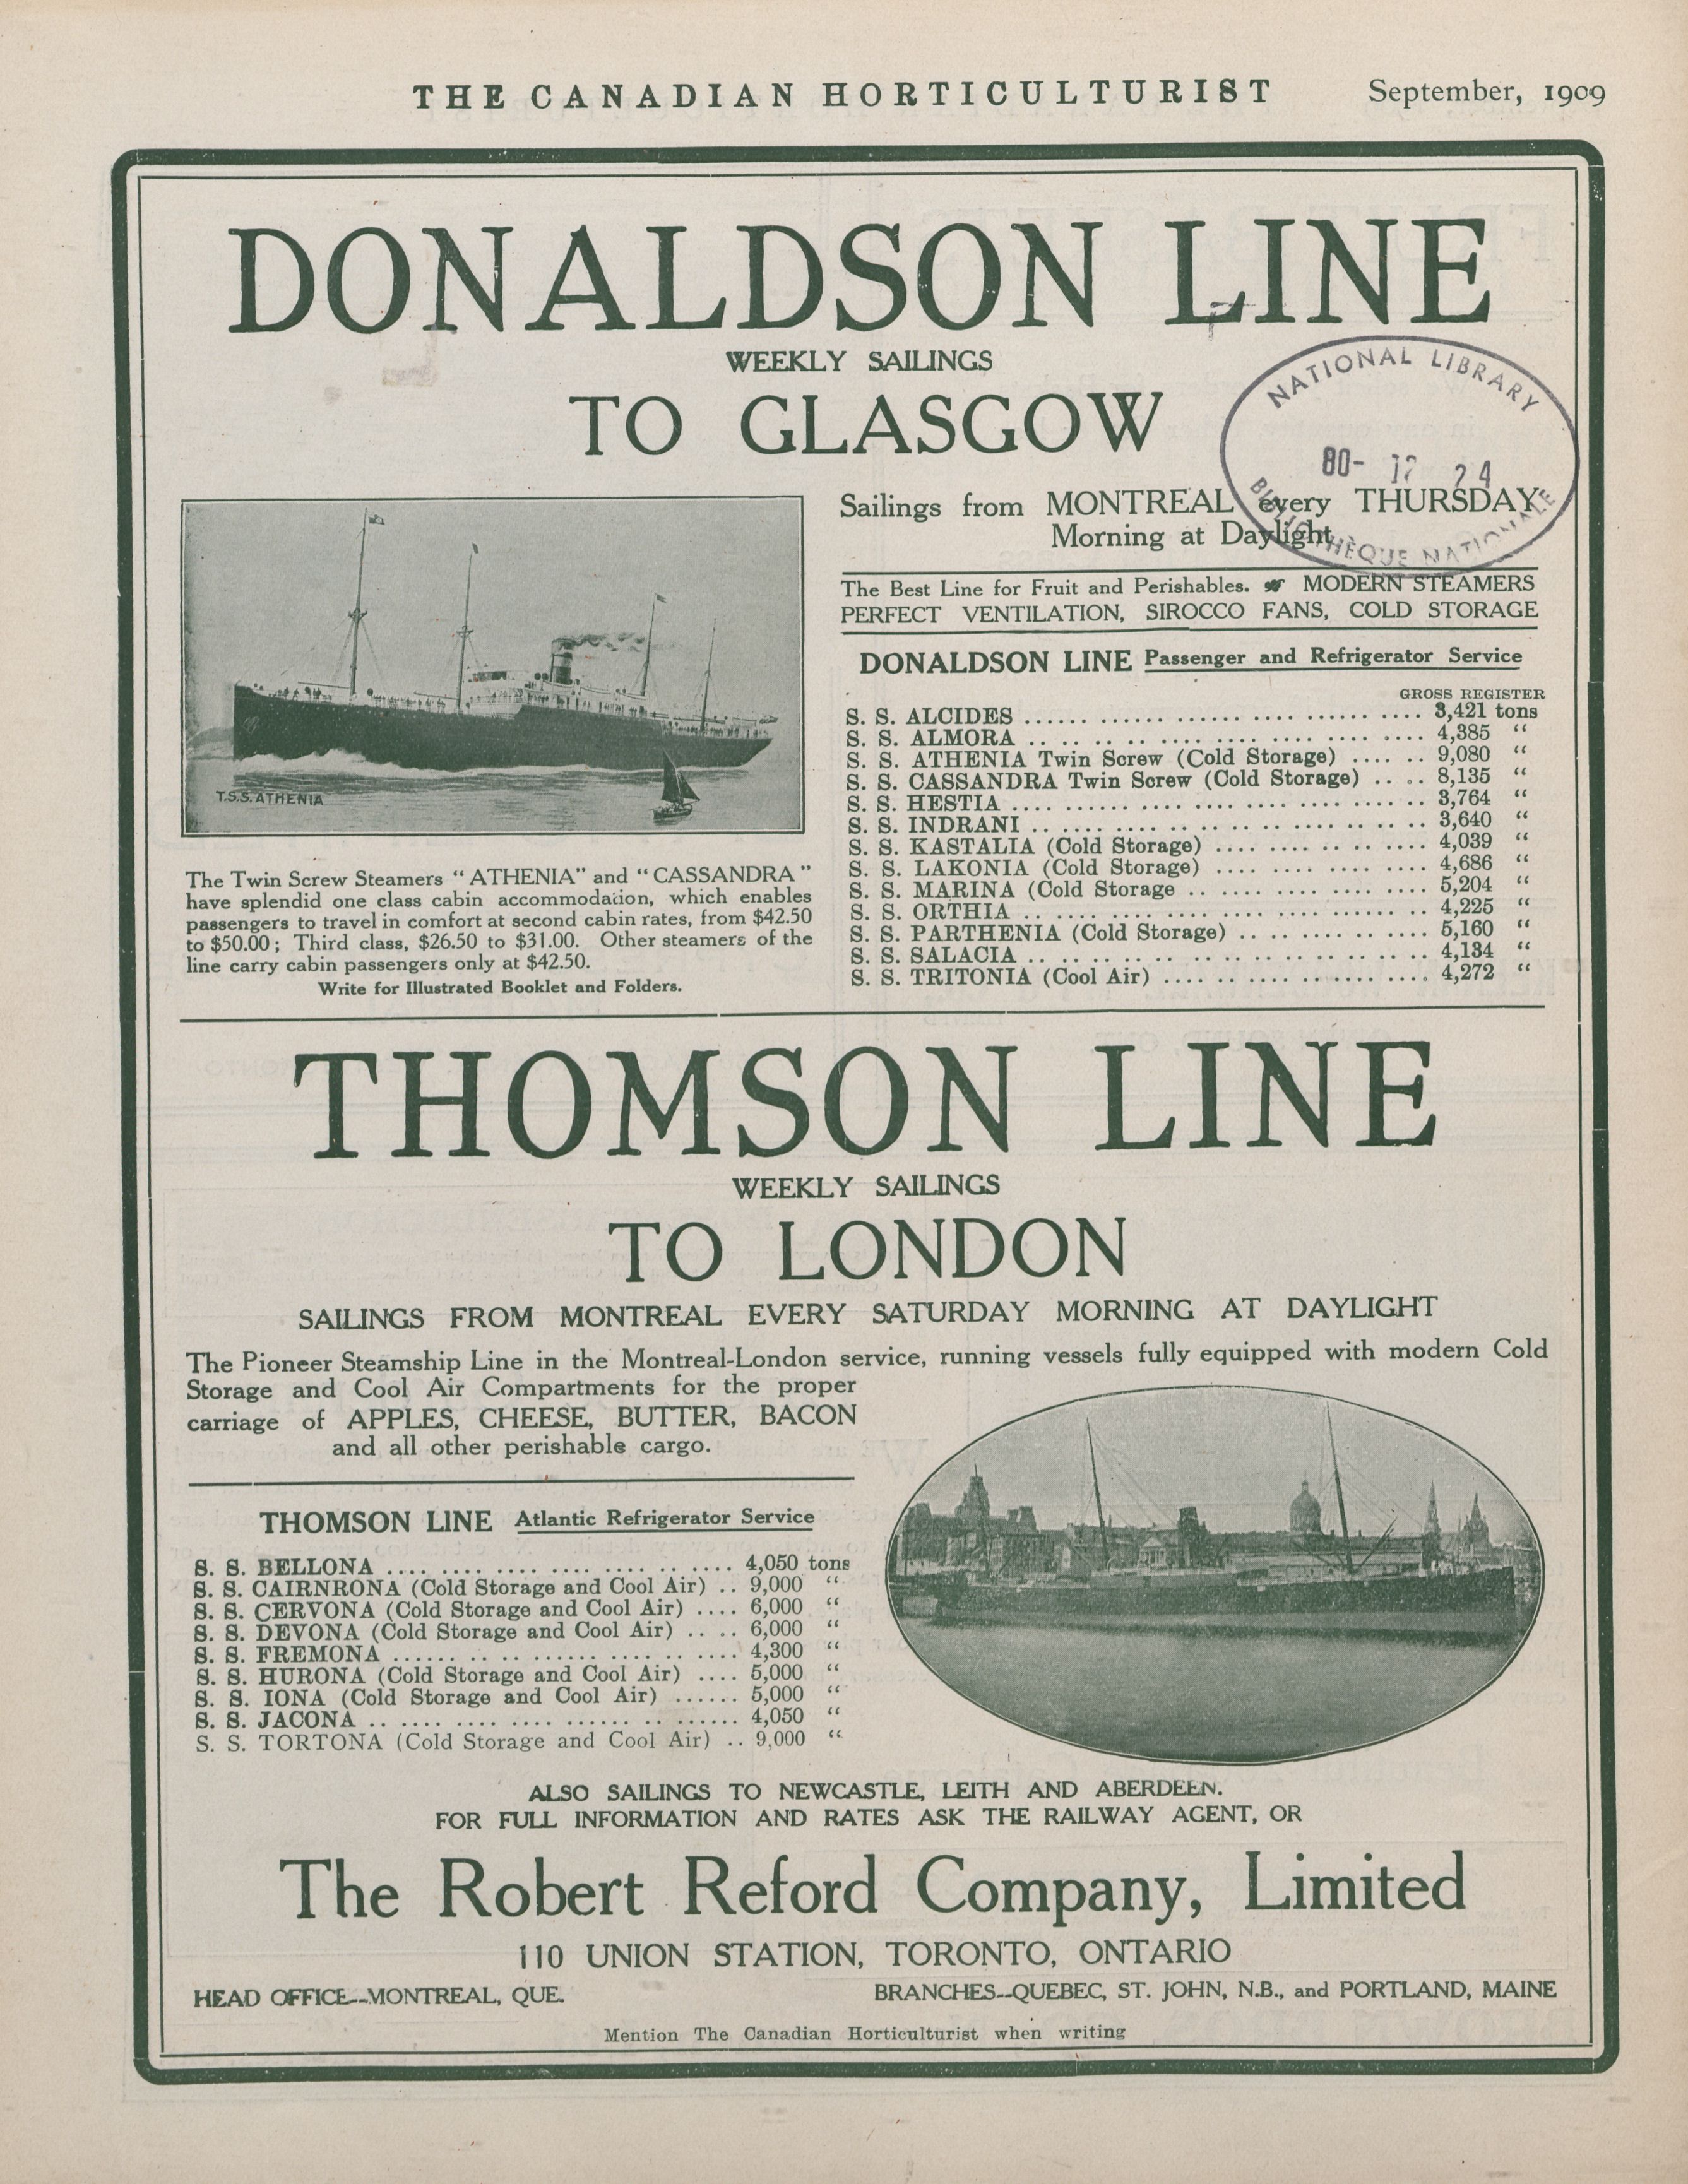 THE CANADIAN HORTICULTURIST September, 1909
DONALDSON LINE
WEEKLY SAILINGS
TO GLASGOW
NATIONAL LIBRARY
80- 12 24
BIBLIOTHÈQUE NATIONALE
Sailings from MONTREAL every THURSDAY
Morning at Daylight
The Best Line for Fruit and Perishables. MODERN STEAMERS
PERFECT VENTILATION, SIROCCO FANS, COLD STORAGE
T.S.S. ATHENIA
The Twin Screw Steamers "ATHENIA" and "CASSANDRA"
have splendid one class cabin accommodation, which enables
passengers to travel in comfort at second cabin rates, from $42.50
to $50.00; Third class, $26.50 to $31.00. Other steamers of the
line carry cabin passengers only at $42.50.
Write for Illustrated Booklet and Folders.
DONALDSON LINE Passenger and Refrigerator Service
GROSS REGISTER
S. S. ALCIDES ...... ...... ...... .... ...... .... 3,421 tons
S. S. ALMORA .. .. .. .. .... .... .... .... .... 4,385 "
S. S. ATHENIA Twin Screw (Cold Storage) .... .. 9,080 "
S. S. CASSANDRA Twin Screw (Cold Storage) .. .. 8,135 "
S. S. HESTIA .... ...... .... .... .... .... .... .. 3,764 "
S. S. INDRANI .. .. .... .... .. .. .. .... .. .. .. 3,640 "
S. S. KASTALIA (Cold Storage) .... .... .. .. .... 4,039 "
S. S. LAKONIA (Cold Storage) .... .... .... .... 4,686 "
S. S. MARINA (Cold Storage .. .. .... .... .... 5,204 "
S. S. ORTHIA .. .. .... .... .... .... .... ...... .. 4,225 "
S. S. PARTHENIA (Cold Storage) .. .. .... .. .... 5,160 "
S. S. SALACIA .. .. .. .. .. .. .. .... .. .. .. .. 4,134 "
S. S. TRITONIA (Cool Air) .... .. .... .. .... .... 4,272 "
THOMSON LINE
WEEKLY SAILINGS
TO LONDON
SAILINGS FROM MONTREAL EVERY SATURDAY MORNING AT DAYLIGHT
The Pioneer Steamship Line in the Montreal-London service, running vessels fully equipped with modern Cold
Storage and Cool Air Compartments for the proper
carriage of APPLES, CHEESE, BUTTER, BACON
and all other perishable cargo.
THOMSON LINE Atlantic Refrigerator Service
S. S. BELLONA .... .... .... .... .... .. .. .... 4,050 tons
S. S. CAIRNRONA (Cold Storage and Cool Air) .. 9,000 "
S. S. CERVONA (Cold Storage and Cool Air) .... 6,000 "
S. S. DEVONA (Cold Storage and Cool Air) .. .. 6,000 "
S. S. FREMONA ...... .. .. ...... .... .. .. .... 4,300 "
S. S. HURONA (Cold Storage and Cool Air) .... 5,000 "
S. S. IONA (Cold Storage and Cool Air) ...... 5,000 "
S. S. JACONA .. .. .... .... .... ...... .. ...... 4,050 "
S. S. TORTONA (Cold Storage and Cool Air) .. 9,000 "
ALSO SAILINGS TO NEWCASTLE, LEITH AND ABERDEEN.
FOR FULL INFORMATION AND RATES ASK THE RAILWAY AGENT, OR
The Robert Reford Company, Limited
110 UNION STATION, TORONTO, ONTARIO
HEAD OFFICE--MONTREAL, QUE. BRANCHES--QUEBEC, ST. JOHN, N.B., and PORTLAND, MAINE
Mention The Canadian Horticulturist when writing